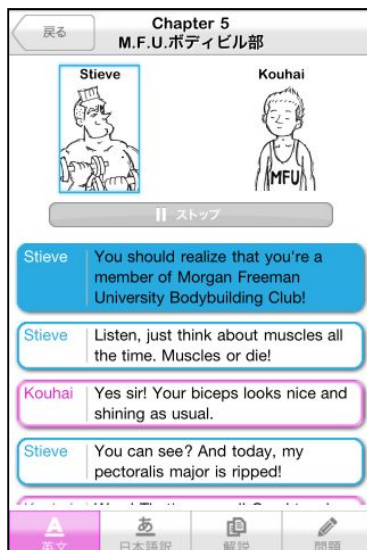 戻る
Chapter 5
M.F.U.ボディビル部
Stieve
Kouhai
MFU
ストップ
Stieve
You should realize that you're a
member of Morgan Freeman
University Bodybuilding Club!
Stieve
Listen, just think about muscles all
the time. Muscles or die!
Kouhai
Yes sir! Your biceps looks nice and
shining as usual.
Stieve
You can see? And today, my
pectoralis major is ripped!
A
英文
あ
日本語訳
解説
問題